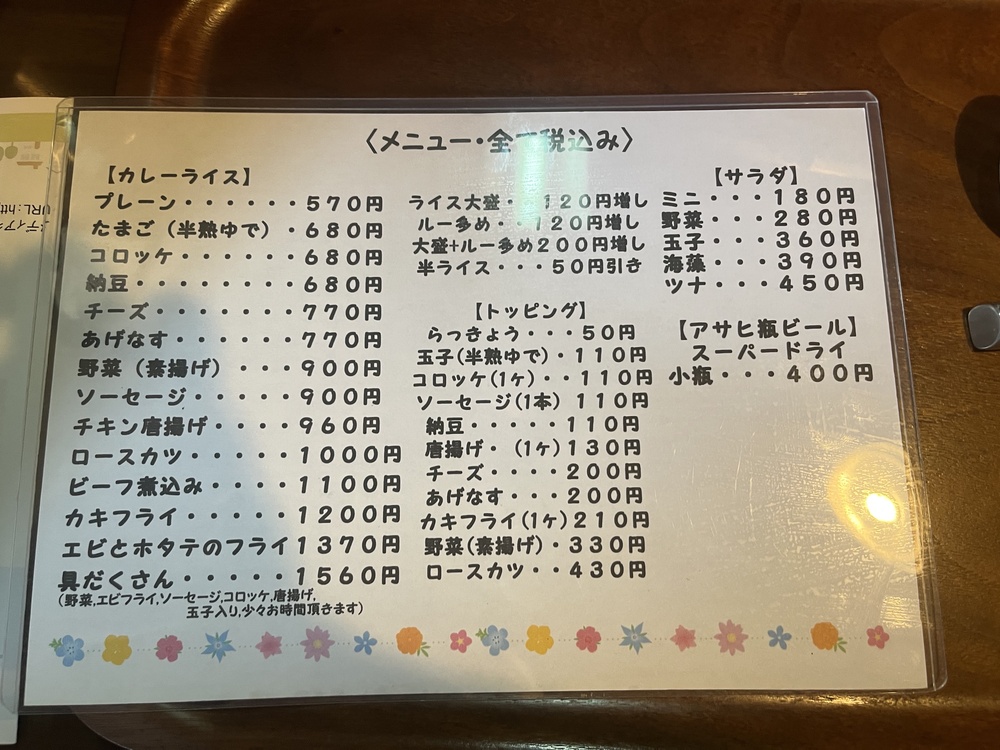 〈メニュー・全て税込み〉
【カレーライス】
プレーン・・・・・・570円
たまご(半熟ゆで)・680円
コロッケ・・・・・・680円
納豆・・・・・・・・680円
チーズ・・・・・・・770円
あげなす・・・・・・770円
野菜(素揚げ)・・・900円
ソーセージ・・・・・900円
チキン唐揚げ・・・・960円
ロースカツ・・・・・1000円
ビーフ煮込み・・・・1100円
カキフライ・・・・・1200円
エビとホタテのフライ1370円
具だくさん・・・・・1560円
(野菜,エビフライ,ソーセージ,コロッケ,唐揚げ,
玉子入り,少々お時間頂きます)
ライス大盛・・120円増し
ルー多め・・120円増し
大盛+ルー多め200円増し
半ライス・・・50円引き
【トッピング】
らっきょう・・・50円
玉子(半熟ゆで)・110円
コロッケ(1ケ)・・110円
ソーセージ(1本)110円
納豆・・・・・110円
唐揚げ・(1ケ)130円
チーズ・・・・200円
あげなす・・・200円
カキフライ(1ケ)210円
野菜(素揚げ)・330円
ロースカツ・・430円
【サラダ】
ミニ・・・180円
野菜・・・280円
玉子・・・360円
海藻・・・390円
ツナ・・・450円
【アサヒ瓶ビール】
スーパードライ
小瓶・・・400円